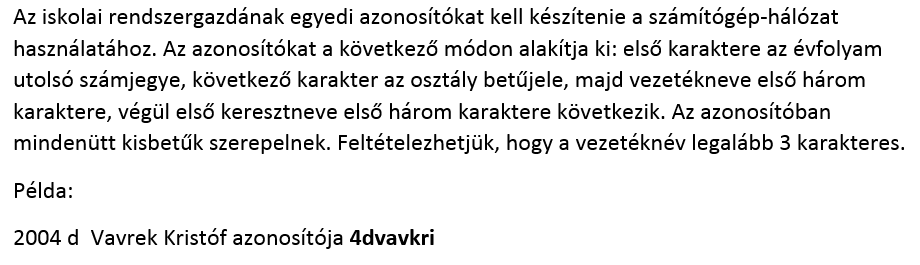 Az iskolai rendszergazdának egyedi azonosítókat kell készítenie a számítógép-hálózat
használatához. Az azonosítókat a következő módon alakítja ki: első karaktere az évfolyam
utolsó számjegye, következő karakter az osztály betűjele, majd vezetékneve első három
karaktere, végül első keresztneve első három karaktere következik. Az azonosítóban
mindenütt kisbetűk szerepelnek. Feltételezhetjük, hogy a vezetéknév legalább 3 karakteres.
Példa:
2004 d  Vavrek Kristóf azonosítója 4dvavkri